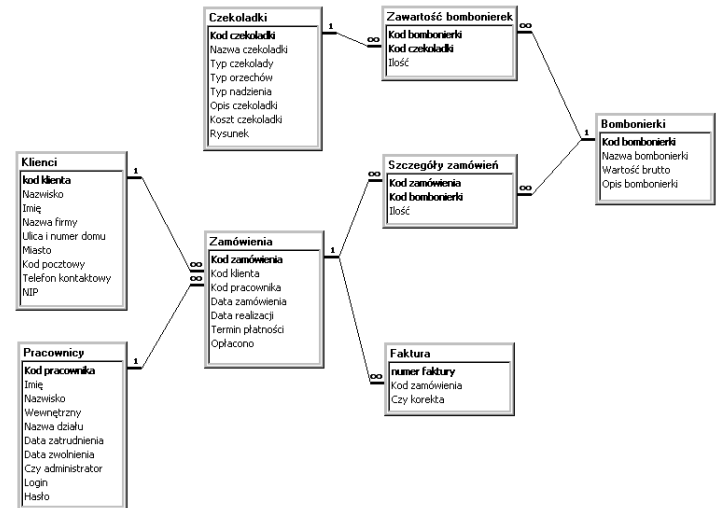 Czekoladki
Kod czekoladki
Nazwa czekoladki
Typ czekolady
Typ orzechów
Typ nadzienia
Opis czekoladki
Koszt czekoladki
Rysunek
1
∞
Zawartość bombonierek
Kod bombonierki
Kod czekoladki
Ilość
∞
1
Bombonierki
Kod bombonierki
Nazwa bombonierki
Wartość brutto
Opis bombonierki
Klienci
kod klienta
Nazwisko
Imię
Nazwa firmy
Ulica i numer domu
Miasto
Kod pocztowy
Telefon kontaktowy
NIP
1
∞
∞
Szczegóły zamówień
Kod zamówienia
Kod bombonierki
Ilość
∞
∞
Zamówienia
Kod zamówienia
Kod klienta
Kod pracownika
Data zamówienia
Data realizacji
Termin płatności
Opłacono
1
Pracownicy
Kod pracownika
Imię
Nazwisko
Wewnętrzny
Nazwa działu
Data zatrudnienia
Data zwolnienia
Czy administrator
Login
Hasło
1
∞
Faktura
numer faktury
Kod zamówienia
Czy korekta